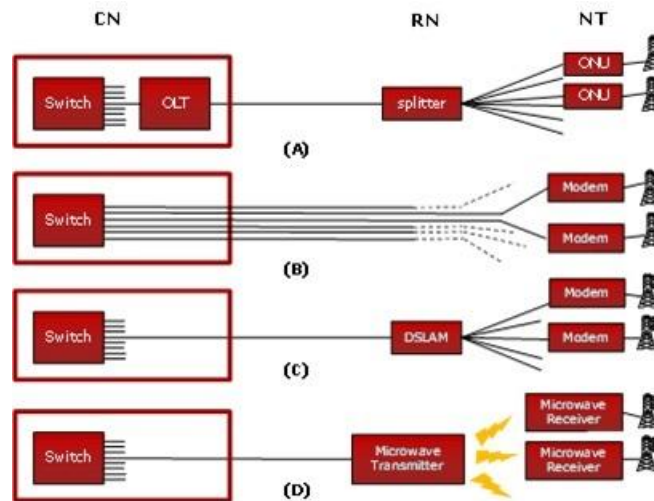 CN RN NT
ONU
Switch OLT splitter ONU
(A)
Modem
Switch
Modem
(B)
Modem
Switch DSLAM Modem
(C)
Microwave
Receiver
Switch Microwave
Transmitter Microwave
Receiver
(D)